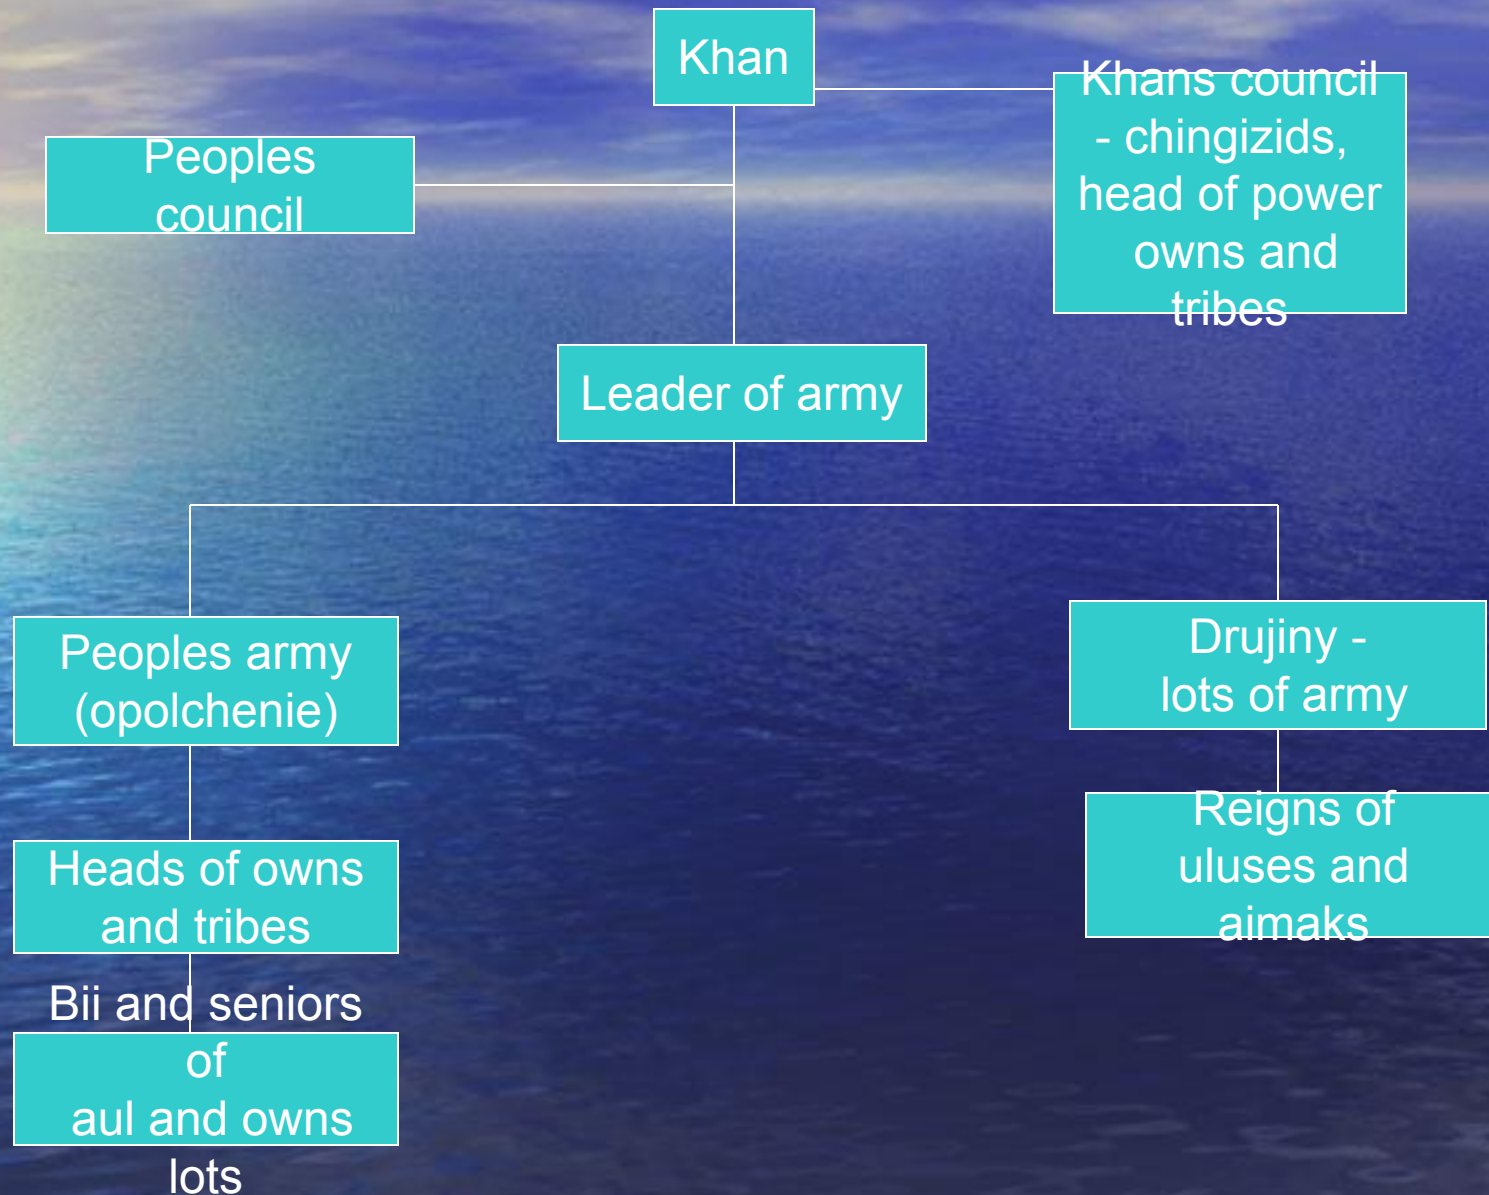 Khan
Khans council
- chingizids,
head of power
owns and
tribes
Peoples
council
Leader of army
Peoples army
(opolchenie)
Drujiny -
lots of army
Heads of owns
and tribes
Reigns of
uluses and
aimaks
Bii and seniors
of
aul and owns
lots